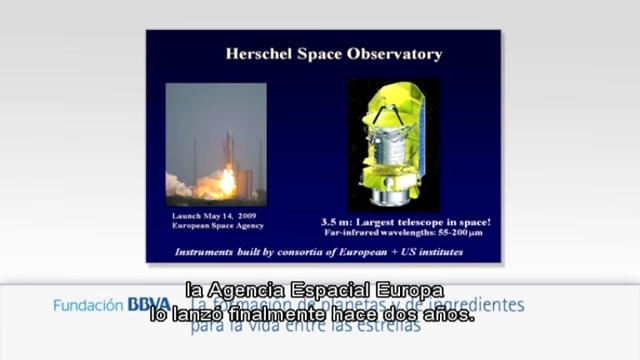 Herschel Space Observatory
Launch May 14, 2009
European Space Agency
3.5 m: Largest telescope in space!
Far-infrared wavelengths: 55-200 μm
Instruments built by consortia of European + US institutes
la Agencia Espacial Europa
lo lanzó finalmente hace dos años.
Fundación BBVA
La formación de planetas y de ingredientes
para la vida entre las estrellas